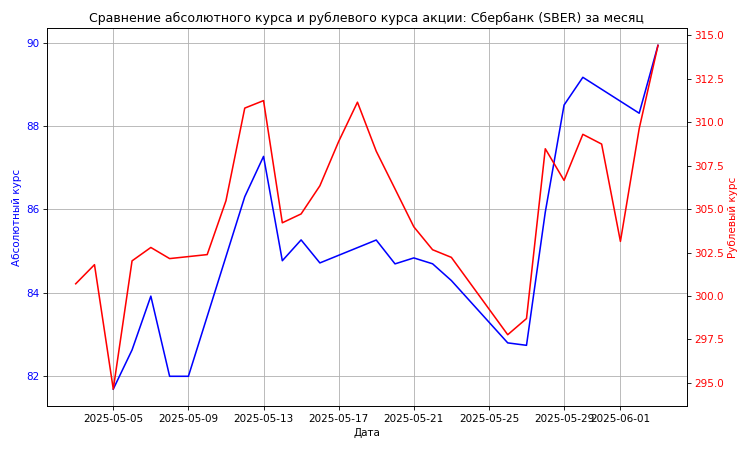 Сравнение абсолютного курса и рублевого курса акции: Сбербанк (SBER) за месяц
90
88
86
84
82
Абсолютный курс
315.0
312.5
310.0
307.5
305.0
302.5
300.0
297.5
295.0
Рублевый курс
2025-05-05 2025-05-09 2025-05-13 2025-05-17 2025-05-21 2025-05-25 2025-05-29 2025-06-01
Дата